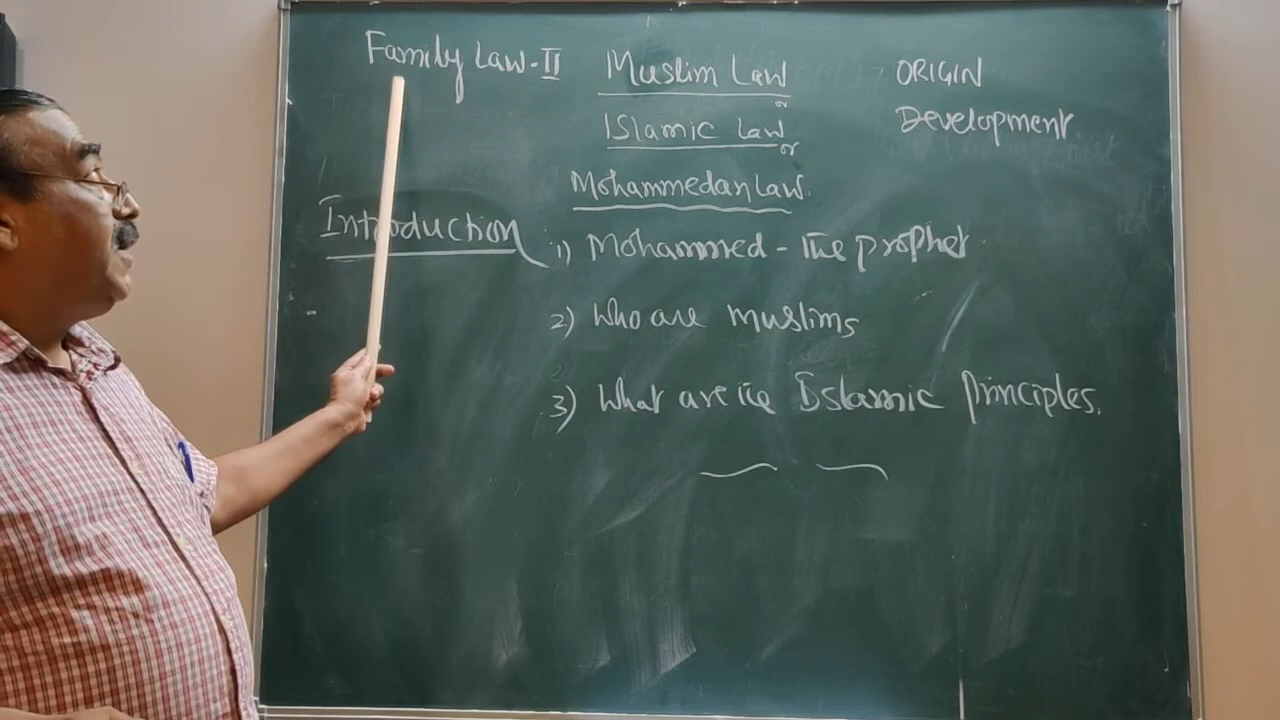 Family Law-II
Muslim Law
or
Islamic Law
or
Mohammedan Law.
ORIGIN
Development
Introduction
1) Mohammed - The prophet
2) Who are muslims
3) What are the Islamic Principles.